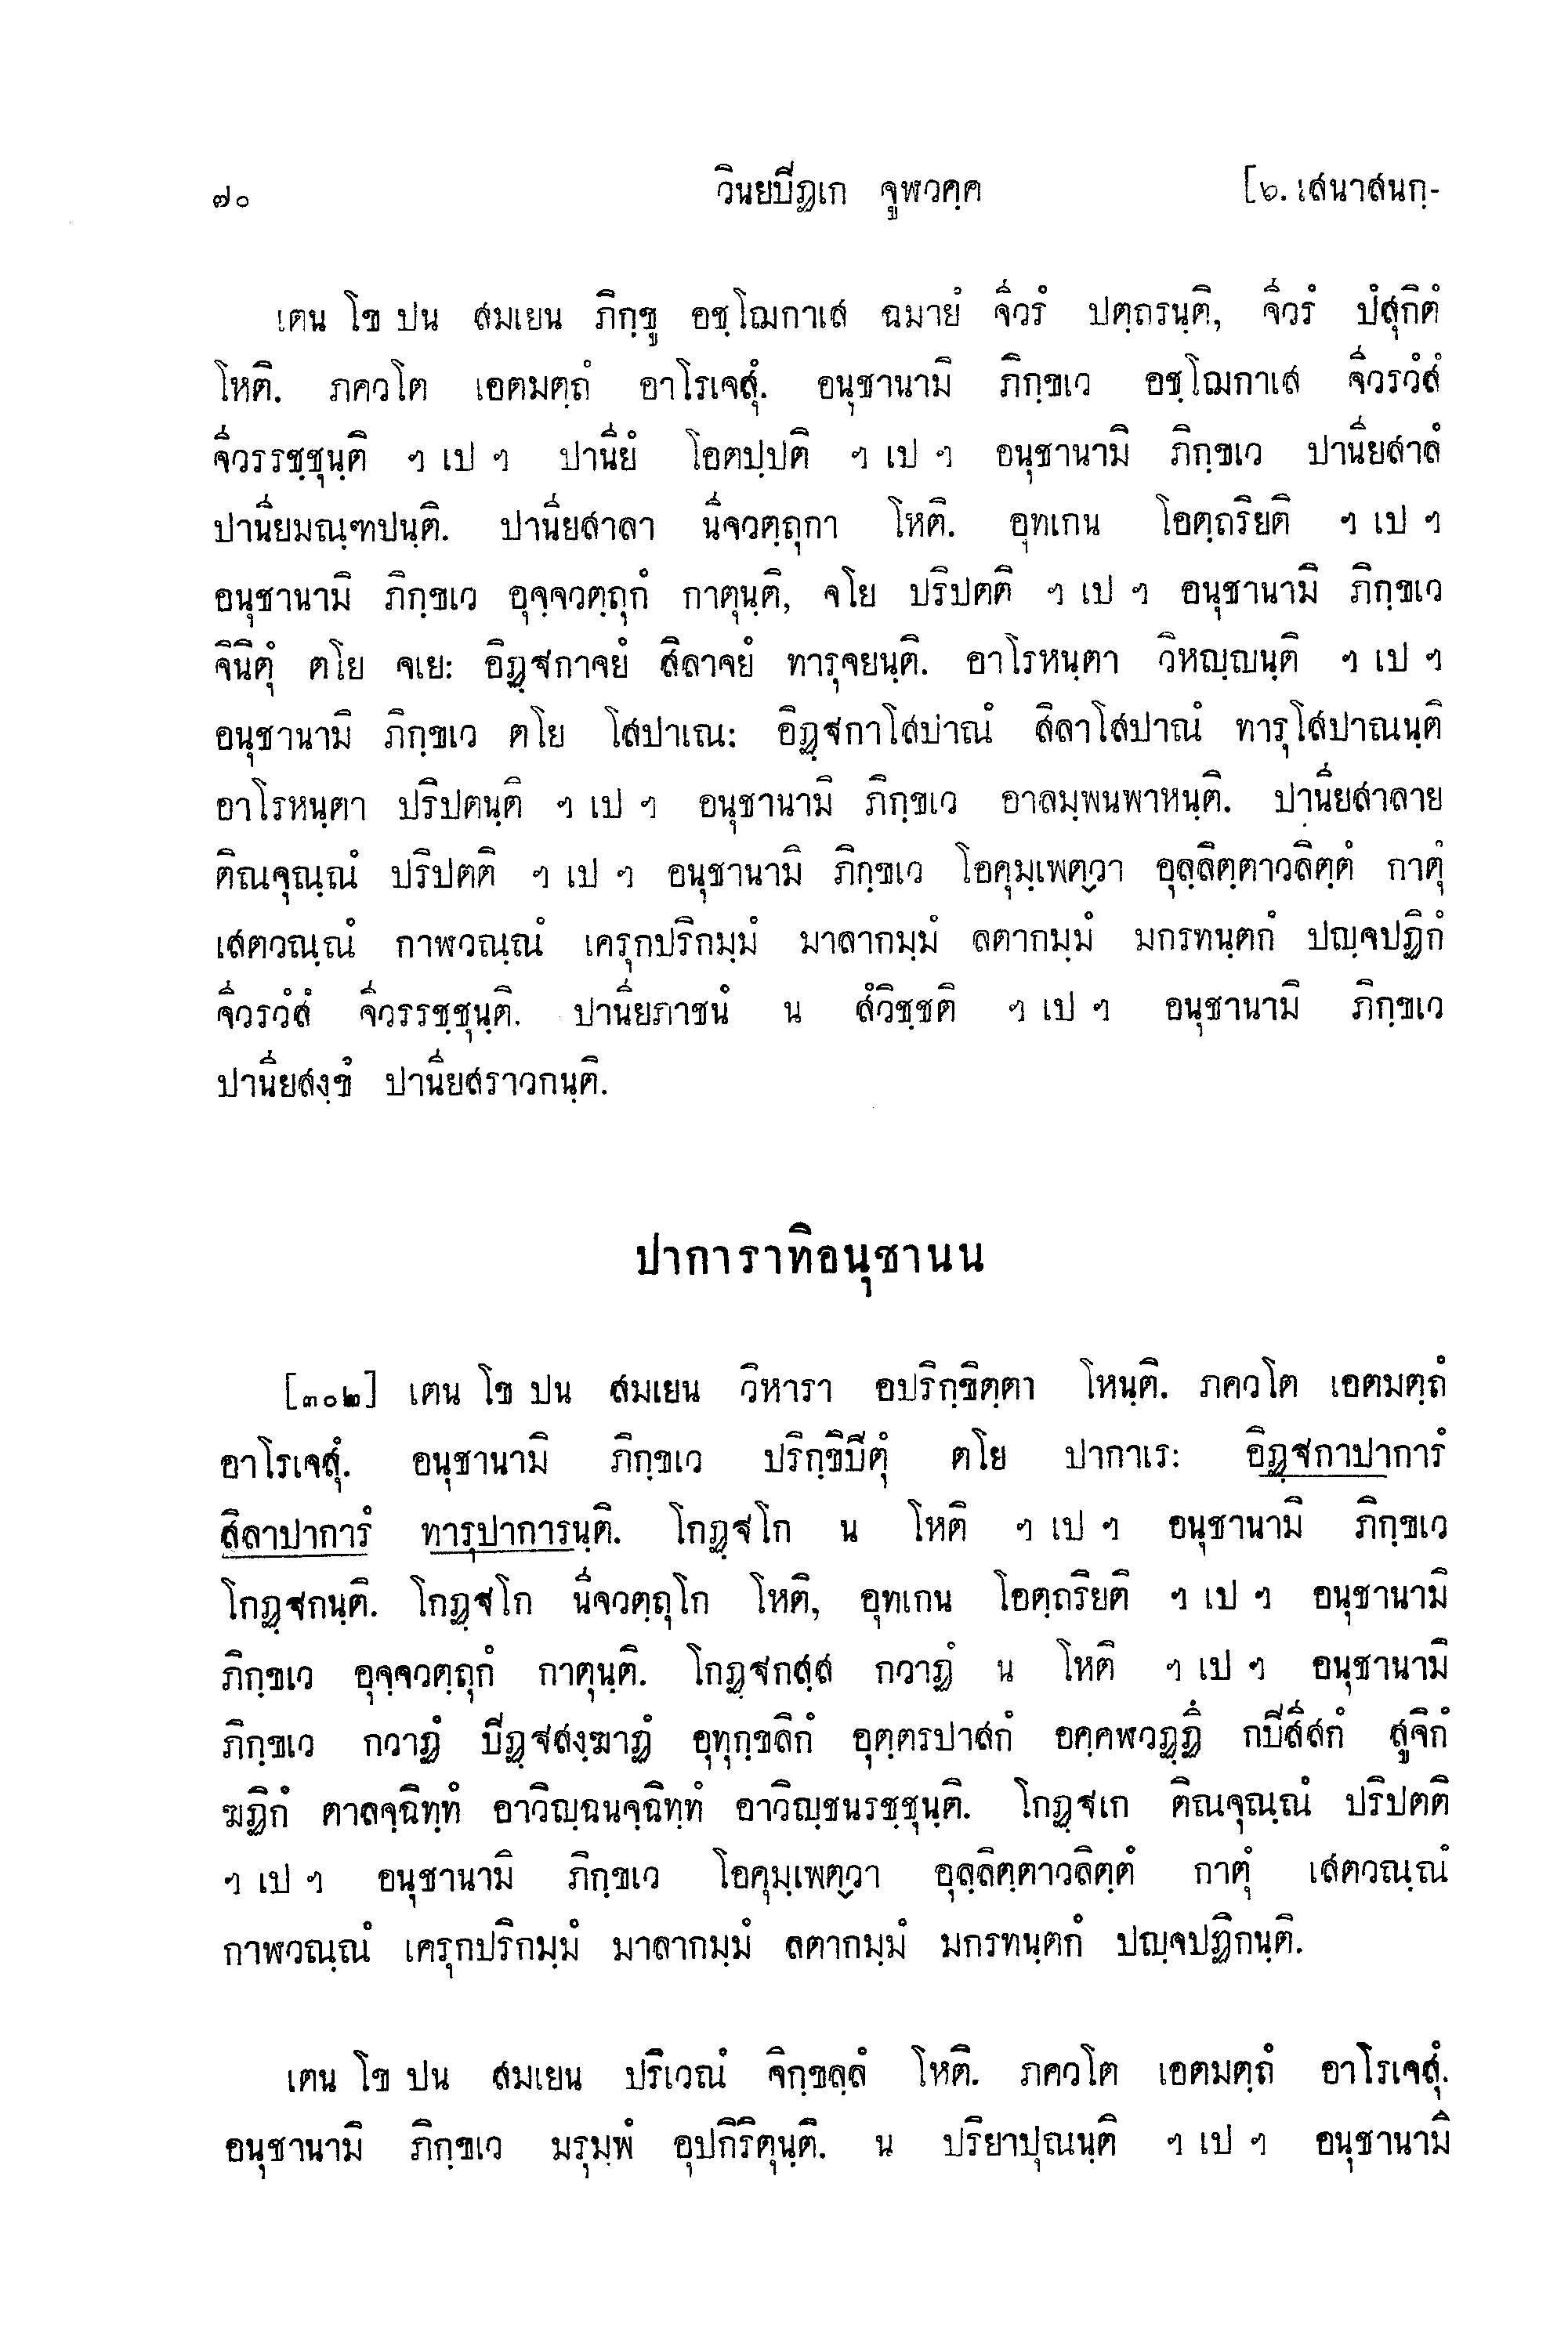 ๗๐ วินยปีฏเก จูฬวคฺค [๖. เสนาสนกฺ-
เตน โข ปน สมเยน ภิกฺขู อชฺโฌกาเส ฉมายํ จีวรํ ปตฺถรนฺติ, จีวรํ ปํสุกิตํ
โหติ. ภควโต เอตมตฺถํ อาโรเจสุํ. อนุชานามิ ภิกฺขเว อชฺโฌกาเส จีวรวํสํ
จีวรรชฺชุนฺติ ฯ เป ฯ ปานียํ โอตปฺปติ ฯ เป ฯ อนุชานามิ ภิกฺขเว ปานียสาลํ
ปานียมณฺฑปนฺติ. ปานียสาลา นีจวตฺถุกา โหติ. อุทเกน โอตฺถริยติ ฯ เป ฯ
อนุชานามิ ภิกฺขเว อุจฺจวตฺถุกํ กาตุนฺติ, จโย ปริปตติ ฯ เป ฯ อนุชานามิ ภิกฺขเว
จินิตุํ ตโย จเย: อิฏฺฐกาจยํ สิลาจยํ ทารุจยนฺติ. อาโรหนฺตา วิหญฺญนฺติ ฯ เป ฯ
อนุชานามิ ภิกฺขเว ตโย โสปาเณ: อิฏฺฐกาโสปาณํ สิลาโสปาณํ ทารุโสปาณนฺติ
อาโรหนฺตา ปริปตนฺติ ฯ เป ฯ อนุชานามิ ภิกฺขเว อาลมฺพนพาหนฺติ. ปานียสาลาย
ติณจุณฺณํ ปริปตติ ฯ เป ฯ อนุชานามิ ภิกฺขเว โอคุมฺเพตฺวา อุลฺลิตฺตาวลิตฺตํ กาตุํ
เสตวณฺณํ กาฬวณฺณํ เครุกปริกมฺมํ มาลากมฺมํ ลตากมฺมํ มกรทนฺตกํ ปญฺจปฏิกํ
จีวรวํสํ จีวรรชฺชุนฺติ. ปานียภาชนํ น สํวิชฺชติ ฯ เป ฯ อนุชานามิ ภิกฺขเว
ปานียสงฺขํ ปานียสราวกนฺติ.
ปาการาทิอนุชานน
[๓๐๒] เตน โข ปน สมเยน วิหารา อปริกฺขิตฺตา โหนฺติ. ภควโต เอตมตฺถํ
อาโรเจสุํ. อนุชานามิ ภิกฺขเว ปริกฺขิปีตุํ ตโย ปากาเร: อิฏฺฐกาปาการํ
สิลาปาการํ ทารุปาการนฺติ. โกฏฺฐโก น โหติ ฯ เป ฯ อนุชานามิ ภิกฺขเว
โกฏฺฐกนฺติ. โกฏฺฐโก นีจวตฺถุโก โหติ, อุทเกน โอตฺถริยติ ฯ เป ฯ อนุชานามิ
ภิกฺขเว อุจฺจวตฺถุกํ กาตุนฺติ. โกฏฺฐกสฺส กวาฏํ น โหติ ฯ เป ฯ อนุชานามิ
ภิกฺขเว กวาฏํ ปีฏฺฐสงฺฆาฏํ อุทุกฺขลิกํ อุตฺตรปาสกํ อคฺคฬวฏฺฏึ กปีสีสกํ สูจิกํ
ฆฏิกํ ตาลจฺฉิทฺทํ อาวิญฺฉนจฺฉิทฺทํ อาวิญฺชนรชฺชุนฺติ. โกฏฺฐเก ติณจุณฺณํ ปริปตติ
ฯ เป ฯ อนุชานามิ ภิกฺขเว โอคุมฺเพตฺวา อุลฺลิตฺตาวลิตฺตํ กาตุํ เสตวณฺณํ
กาฬวณฺณํ เครุกปริกมฺมํ มาลากมฺมํ ลตากมฺมํ มกรทนฺตกํ ปญฺจปฏิกนฺติ.
เตน โข ปน สมเยน ปริเวณํ จิกฺขลฺลํ โหติ. ภควโต เอตมตฺถํ อาโรเจสุํ.
อนุชานามิ ภิกฺขเว มรุมฺพํ อุปกิริตุนฺติ. น ปริยาปุณนฺติ ฯ เป ฯ อนุชานามิ